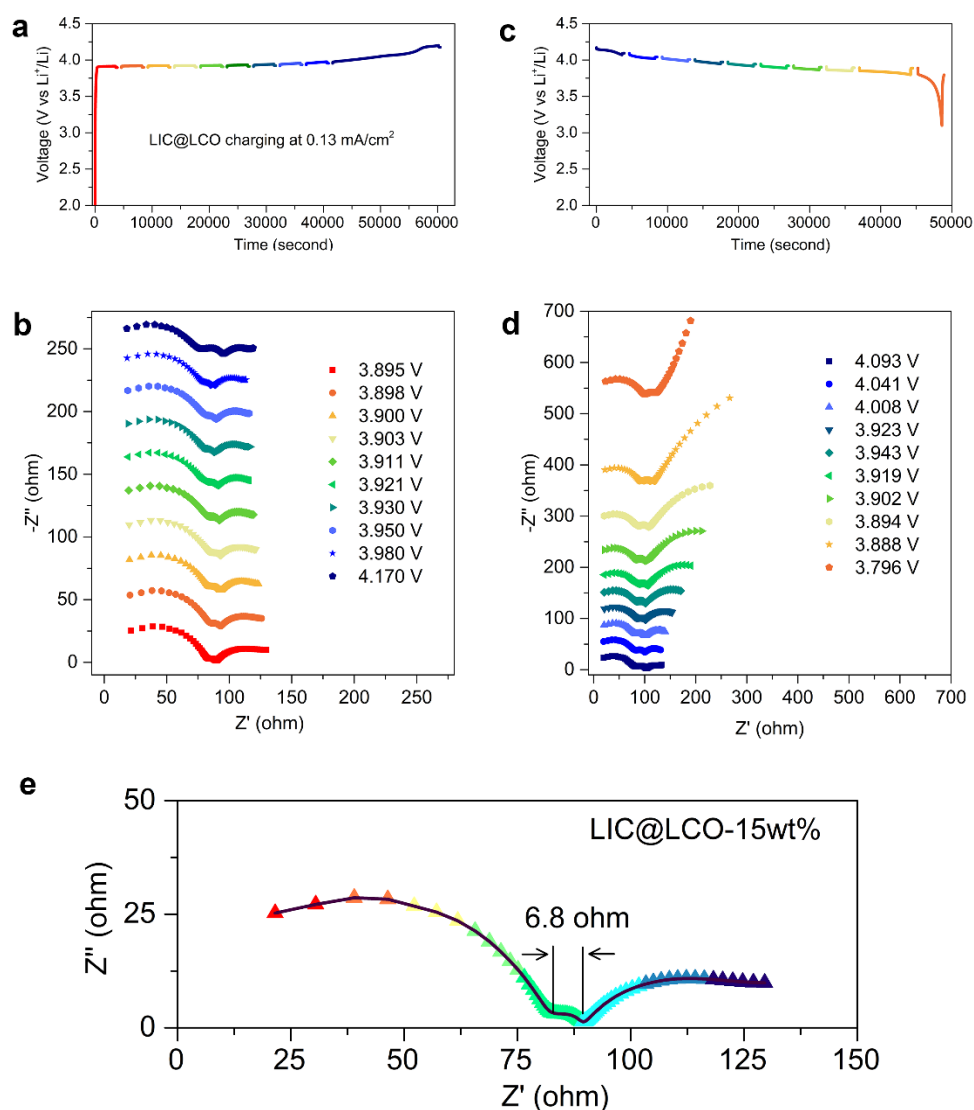 a
4.5
4.0
3.5
3.0
2.5
2.0
Voltage (V vs Li⁺/Li)
LIC@LCO charging at 0.13 mA/cm²
0 10000 20000 30000 40000 50000 60000
Time (second)
c
4.5
4.0
3.5
3.0
2.5
2.0
Voltage (V vs Li⁺/Li)
0 10000 20000 30000 40000 50000
Time (second)
b
250
200
150
100
50
0
-Z'' (ohm)
3.895 V
3.898 V
3.900 V
3.903 V
3.911 V
3.921 V
3.930 V
3.950 V
3.980 V
4.170 V
0 50 100 150 200 250
Z' (ohm)
d
700
600
500
400
300
200
100
0
-Z'' (ohm)
4.093 V
4.041 V
4.008 V
3.923 V
3.943 V
3.919 V
3.902 V
3.894 V
3.888 V
3.796 V
0 100 200 300 400 500 600 700
Z' (ohm)
e
50
25
0
Z'' (ohm)
LIC@LCO-15wt%
6.8 ohm
0 25 50 75 100 125 150
Z' (ohm)